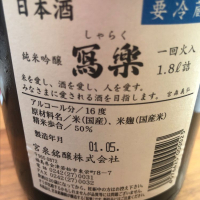 日本酒
要冷蔵
しゃらく
純米吟醸
寫樂
一回火入
1.8ℓ詰
米を愛し、酒を愛し、人を愛す。
みなさまに愛される酒を目指します。
アルコール分／16度
原材料名／米(国産)、米麹(国産米)
精米歩合／50%
製造年月
01.05.
宮泉銘醸株式会社